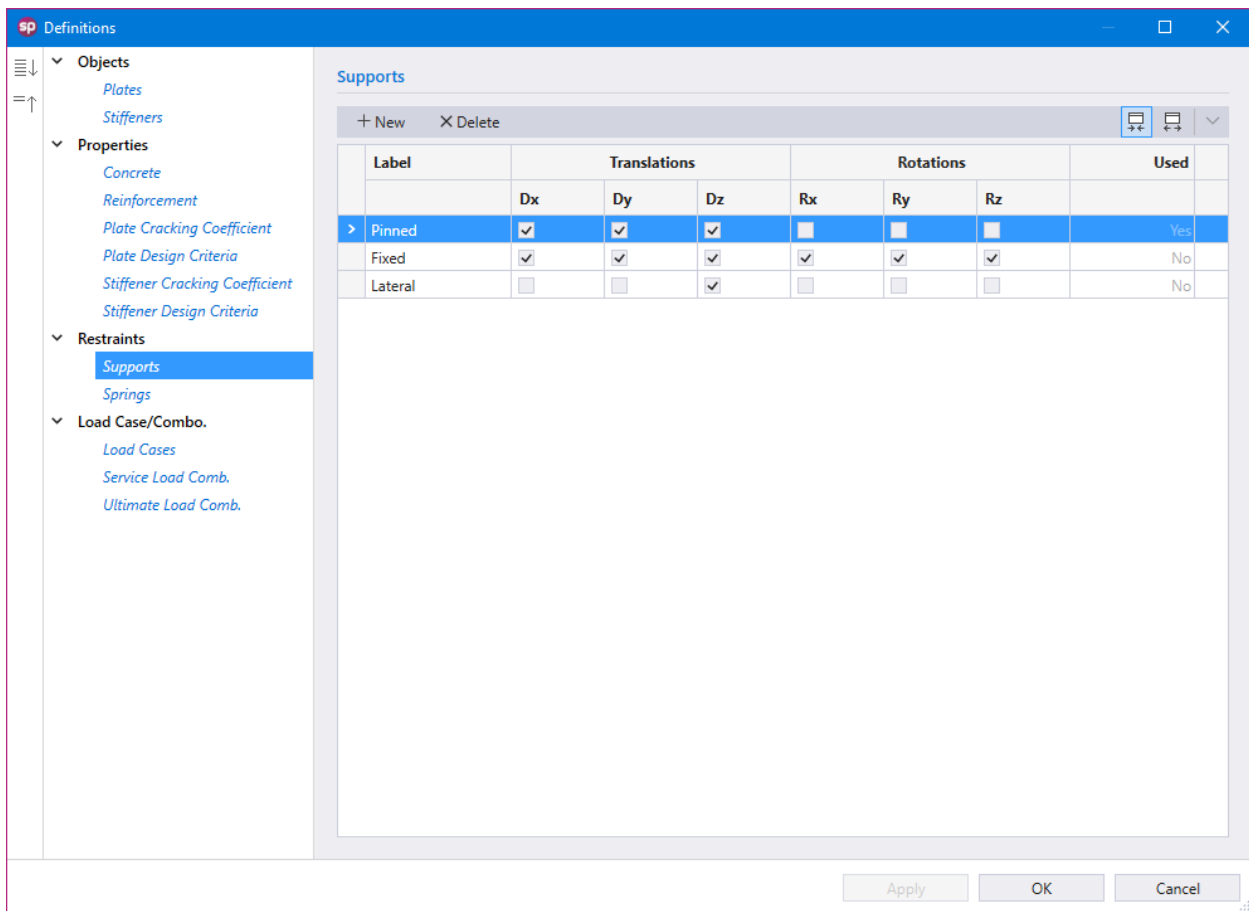 sp Definitions
Objects
Plates
Stiffeners
Properties
Concrete
Reinforcement
Plate Cracking Coefficient
Plate Design Criteria
Stiffener Cracking Coefficient
Stiffener Design Criteria
Restraints
Supports
Springs
Load Case/Combo.
Load Cases
Service Load Comb.
Ultimate Load Comb.
Supports
New Delete
Label Translations Rotations Used
Dx Dy Dz Rx Ry Rz
Pinned Yes
Fixed No
Lateral No
Apply OK Cancel